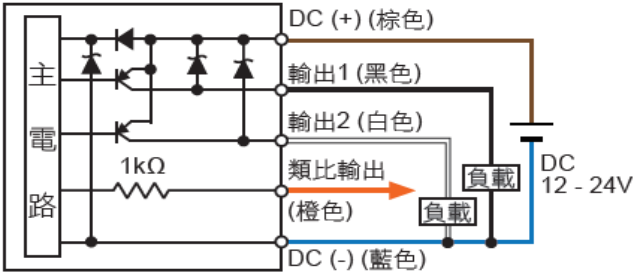 DC (+) (棕色)
主電路
輸出1 (黑色)
輸出2 (白色)
1kΩ
類比輸出
(橙色)
負載
負載
DC
12 - 24V
DC (-) (藍色)